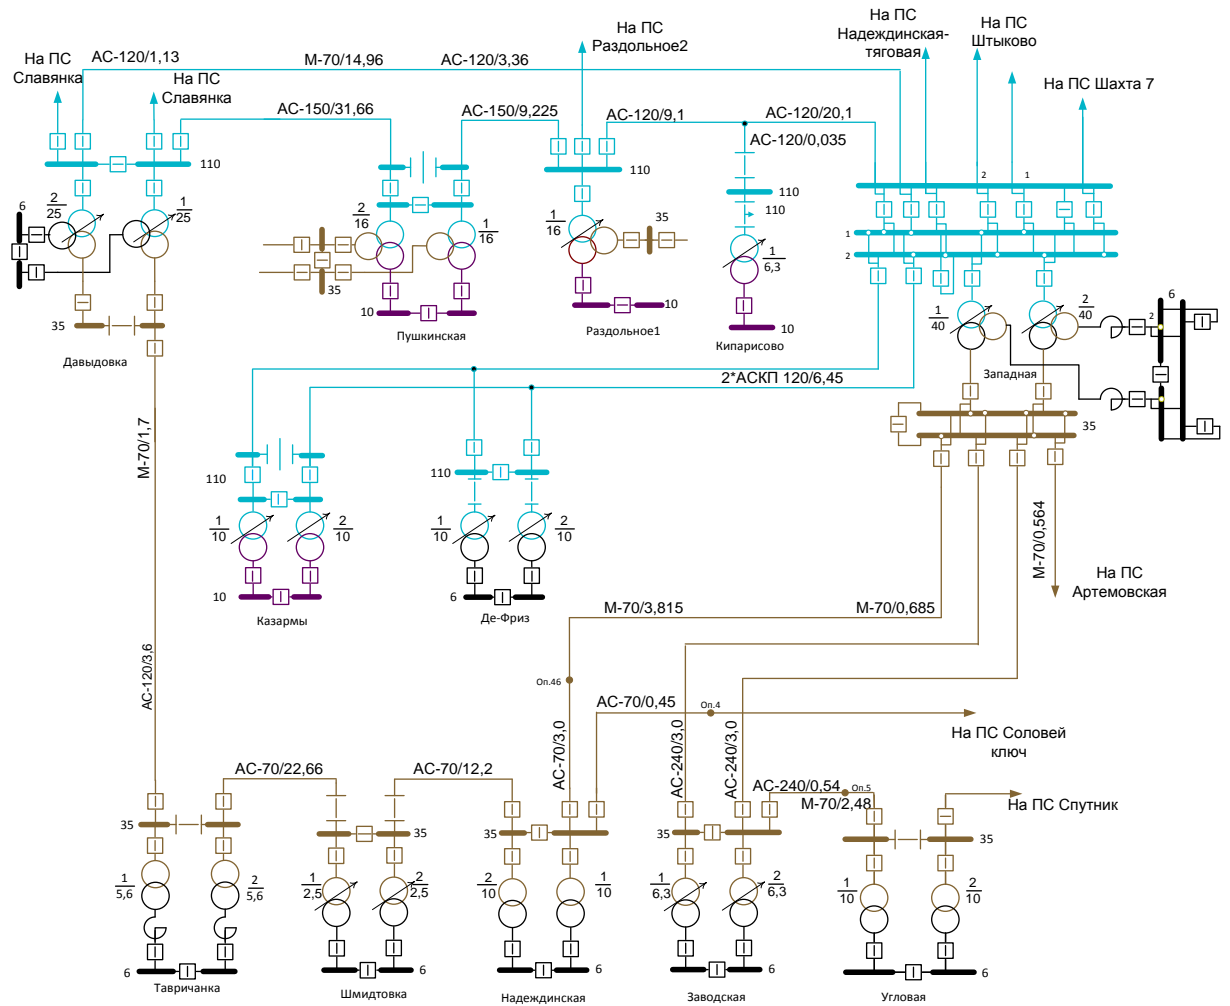 На ПС
Славянка
АС-120/1,13
М-70/14,96
АС-120/3,36
На ПС
Раздольное2
На ПС
Надеждинская-
тяговая
На ПС
Штыково
На ПС
Славянка
На ПС Шахта 7
АС-150/31,66
АС-150/9,225
АС-120/9,1
АС-120/20,1
АС-120/0,035
110
110
110
110
2
1
1
2
6
2
25
1
25
2
16
1
16
1
16
35
1
6,3
35
35
10
10
10
Давыдовка
Пушкинская
Раздольное1
Кипарисово
1
40
2
40
6
2
1
Западная
35
2*АСКП 120/6,45
М-70/1,7
110
110
1
10
2
10
1
10
2
10
10
6
Казармы
Де-Фриз
М-70/0,564
На ПС
Артемовская
М-70/3,815
М-70/0,685
АС-120/3,6
Оп.46
АС-70/0,45
Оп.4
На ПС Соловей
ключ
АС-70/3,0
АС-240/3,0
АС-240/3,0
АС-70/22,66
АС-70/12,2
АС-240/0,54
Оп.5
М-70/2,48
На ПС Спутник
35
35
35
35
35
1
5,6
2
5,6
1
2,5
2
2,5
2
10
1
10
1
6,3
2
6,3
1
10
2
10
6
6
6
6
6
Тавричанка
Шмидтовка
Надеждинская
Заводская
Угловая